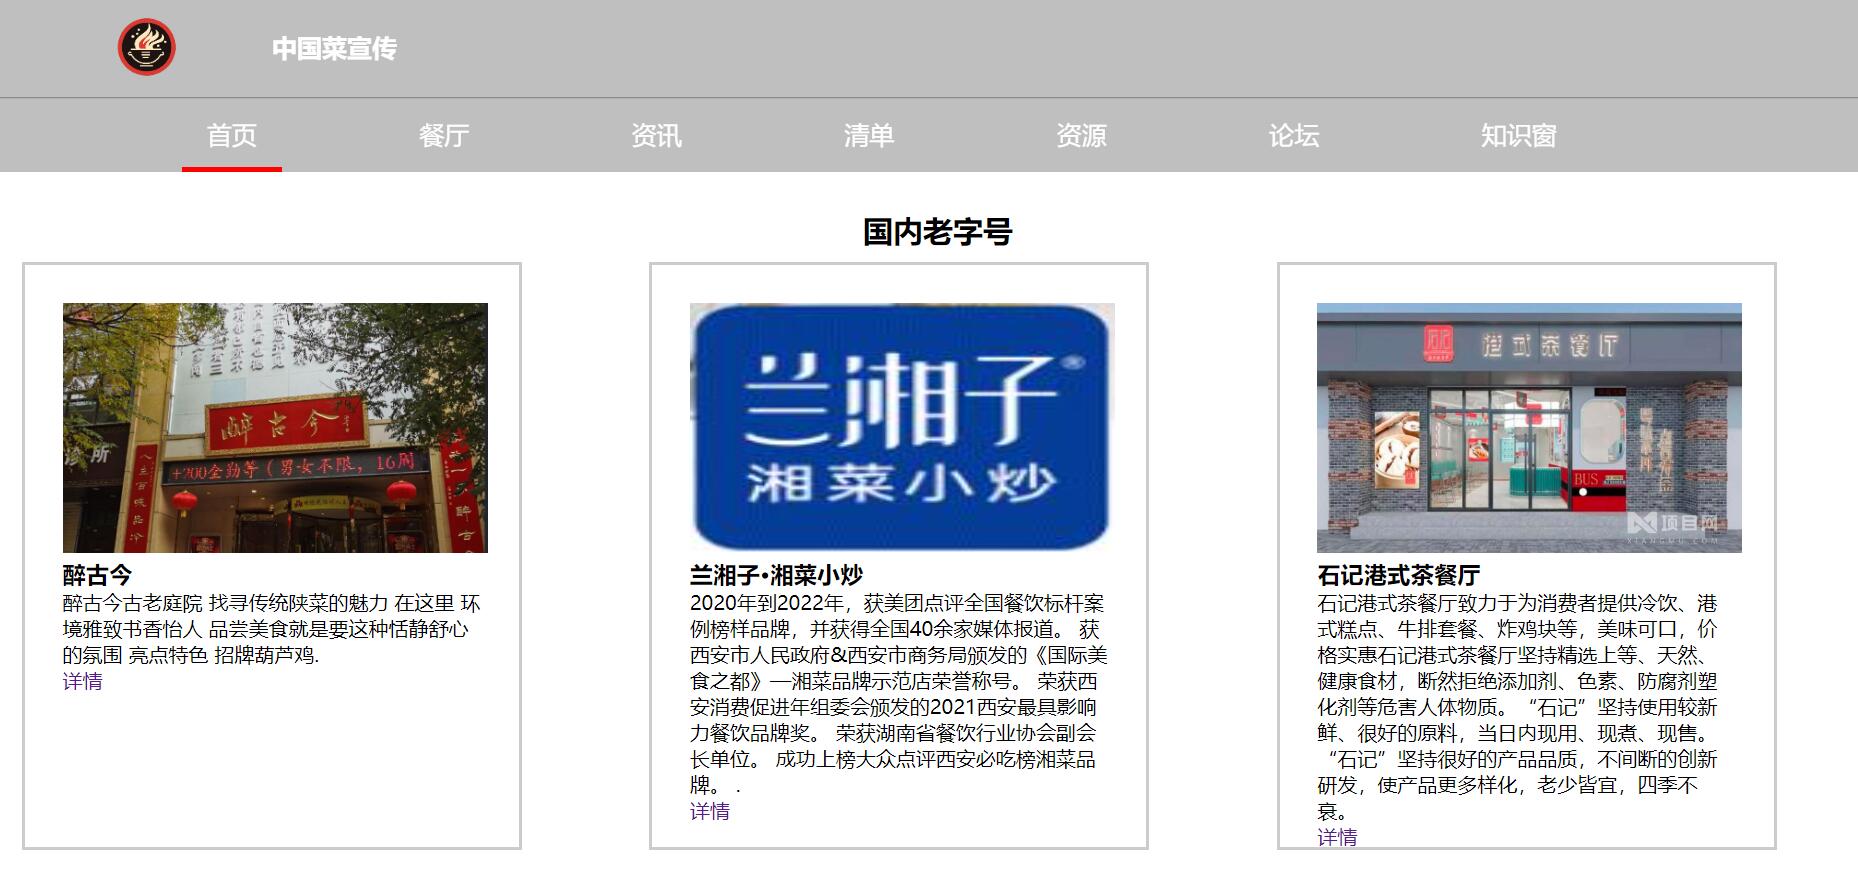 中国菜宣传
首页 餐厅 资讯 清单 资源 论坛 知识窗
国内老字号
醉古今
+200全勤等（男女不限，16周
诊所
醉古今
醉古今古老庭院 找寻传统陕菜的魅力 在这里 环
境雅致书香怡人 品尝美食就是要这种恬静舒心
的氛围 亮点特色 招牌葫芦鸡.
详情
兰湘子®
湘菜小炒
兰湘子·湘菜小炒
2020年到2022年，获美团点评全国餐饮标杆案
例榜样品牌，并获得全国40余家媒体报道。 获
西安市人民政府&西安市商务局颁发的《国际美
食之都》—湘菜品牌示范店荣誉称号。 荣获西
安消费促进年组委会颁发的2021西安最具影响
力餐饮品牌奖。 荣获湖南省餐饮行业协会副会
长单位。 成功上榜大众点评西安必吃榜湘菜品
牌。 .
详情
石记
港式茶餐厅
BUS
项目网
XIANGMU.COM
石记港式茶餐厅
石记港式茶餐厅致力于为消费者提供冷饮、港
式糕点、牛排套餐、炸鸡块等，美味可口，价
格实惠石记港式茶餐厅坚持精选上等、天然、
健康食材，断然拒绝添加剂、色素、防腐剂塑
化剂等危害人体物质。 “石记”坚持使用较新
鲜、很好的原料，当日内现用、现煮、现售。
“石记”坚持很好的产品品质，不间断的创新
研发，使产品更多样化，老少皆宜，四季不
衰。
详情